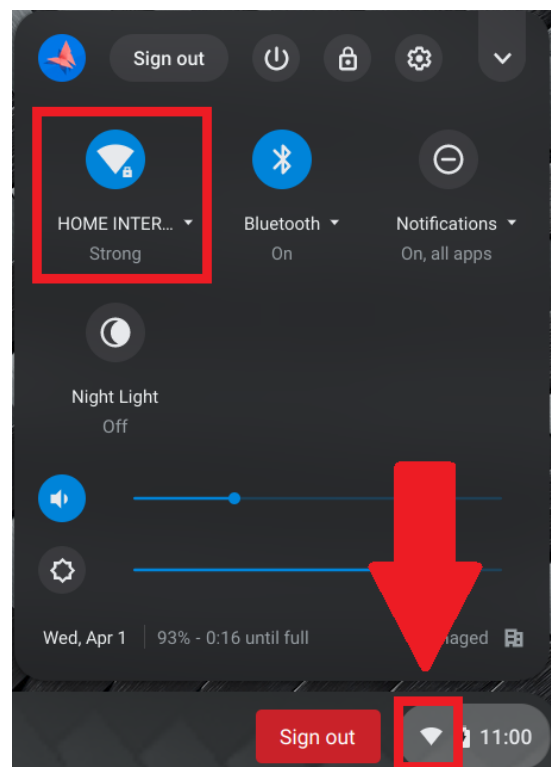 Sign out
HOME INTER... Bluetooth Notifications
Strong On On, all apps
Night Light
Off
Wed, Apr 1 93% - 0:16 until full
Sign out 11:00